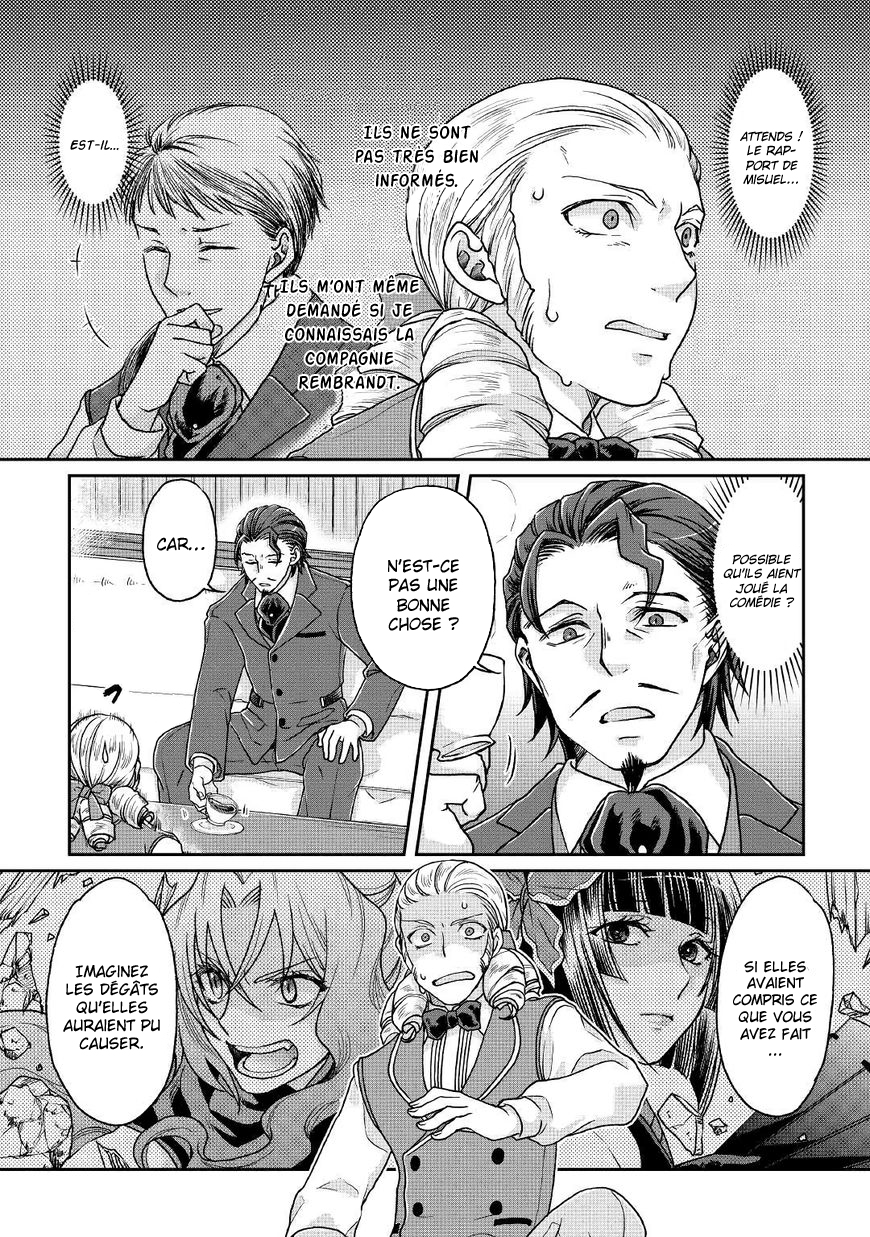 ATTENDS !
LE RAP-
PORT DE
MISUEL...
ILS NE SONT
PAS TRÈS BIEN
INFORMÉS.
ILS M'ONT MÊME
DEMANDÉ SI JE
CONNAISSAIS LA
COMPAGNIE
REMBRANDT.
EST-IL...
POSSIBLE
QU'ILS AIENT
JOUÉ LA
COMÉDIE ?
N'EST-CE
PAS UNE
BONNE
CHOSE ?
CAR...
SI ELLES
AVAIENT
COMPRIS CE
QUE VOUS
AVEZ FAIT
...
IMAGINEZ
LES DÉGÂTS
QU'ELLES
AURAIENT PU
CAUSER.